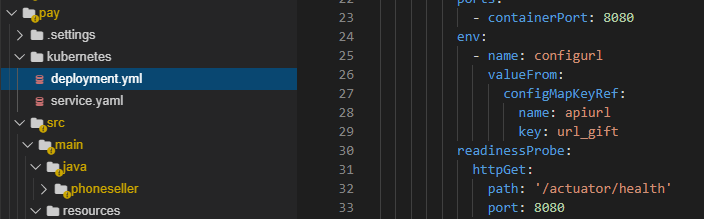 pay
.settings
kubernetes
deployment.yml
service.yaml
src
main
java
phoneseller
resources
22 ports:
23 - containerPort: 8080
24 env:
25 - name: configurl
26 valueFrom:
27 configMapKeyRef:
28 name: apiurl
29 key: url_gift
30 readinessProbe:
31 httpGet:
32 path: '/actuator/health'
33 port: 8080